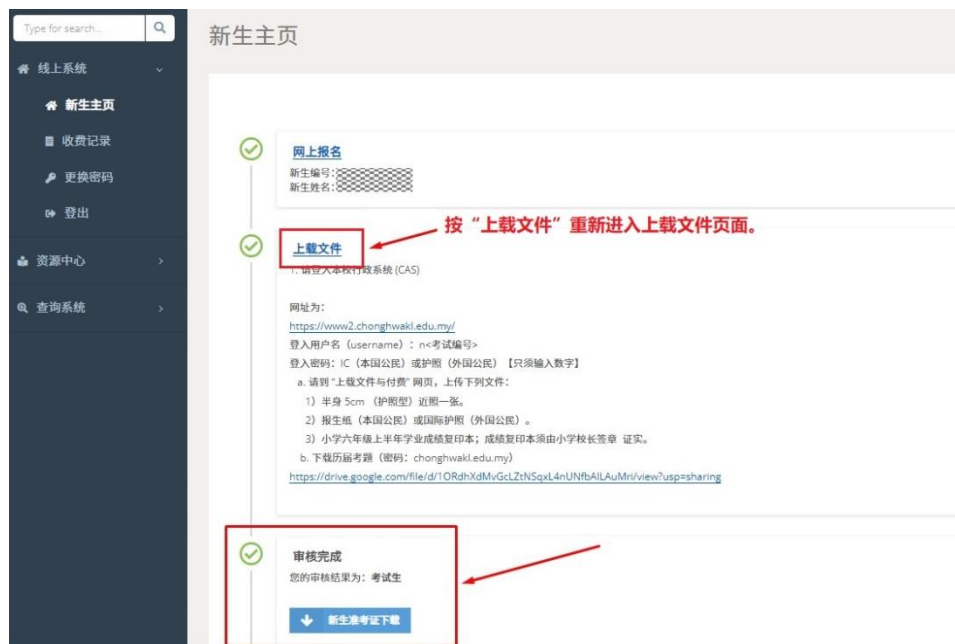 Type for search...
新生主页
线上系统
新生主页
收费记录
更换密码
登出
资源中心
查询系统
网上报名
新生编号:
新生姓名:
按“上载文件”重新进入上载文件页面。
上载文件
1. 请登入本校行政系统 (CAS)
网址为:
https://www2.chonghwakl.edu.my/
登入用户名（username）: n<考试编号>
登入密码: IC（本国公民）或护照（外国公民）【只须输入数字】
a. 请到 "上载文件与付费" 网页，上传下列文件:
1）半身 5cm （护照型）近照一张。
2）报生纸（本国公民）或国际护照（外国公民）。
3）小学六年级上半年学业成绩复印本; 成绩复印本须由小学校长签章 证实。
b. 下载历届考题（密码: chonghwakl.edu.my）
审核完成
您的审核结果为: 考试生
新生准考证下载